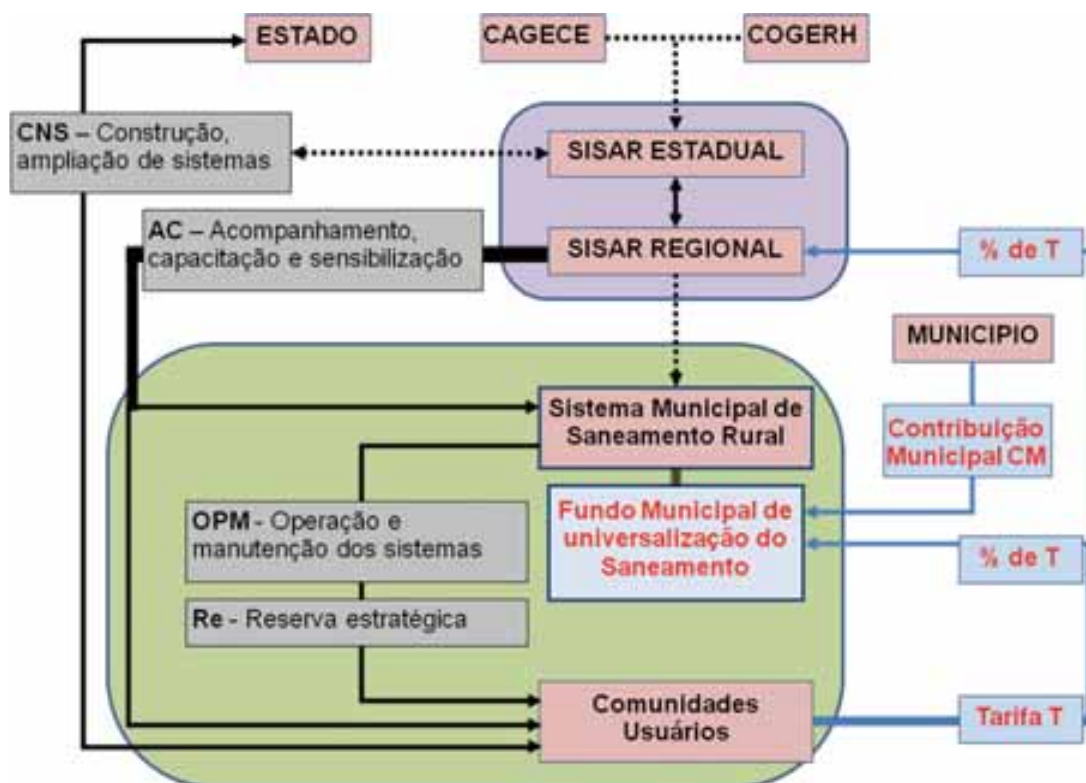 ESTADO
CAGECE
COGERH
CNS – Construção,
ampliação de sistemas
SISAR ESTADUAL
AC – Acompanhamento,
capacitação e sensibilização
SISAR REGIONAL
% de T
MUNICIPIO
Sistema Municipal de
Saneamento Rural
Contribuição
Municipal CM
OPM - Operação e
manutenção dos sistemas
Fundo Municipal de
universalização do
Saneamento
% de T
Re - Reserva estratégica
Comunidades
Usuários
Tarifa T